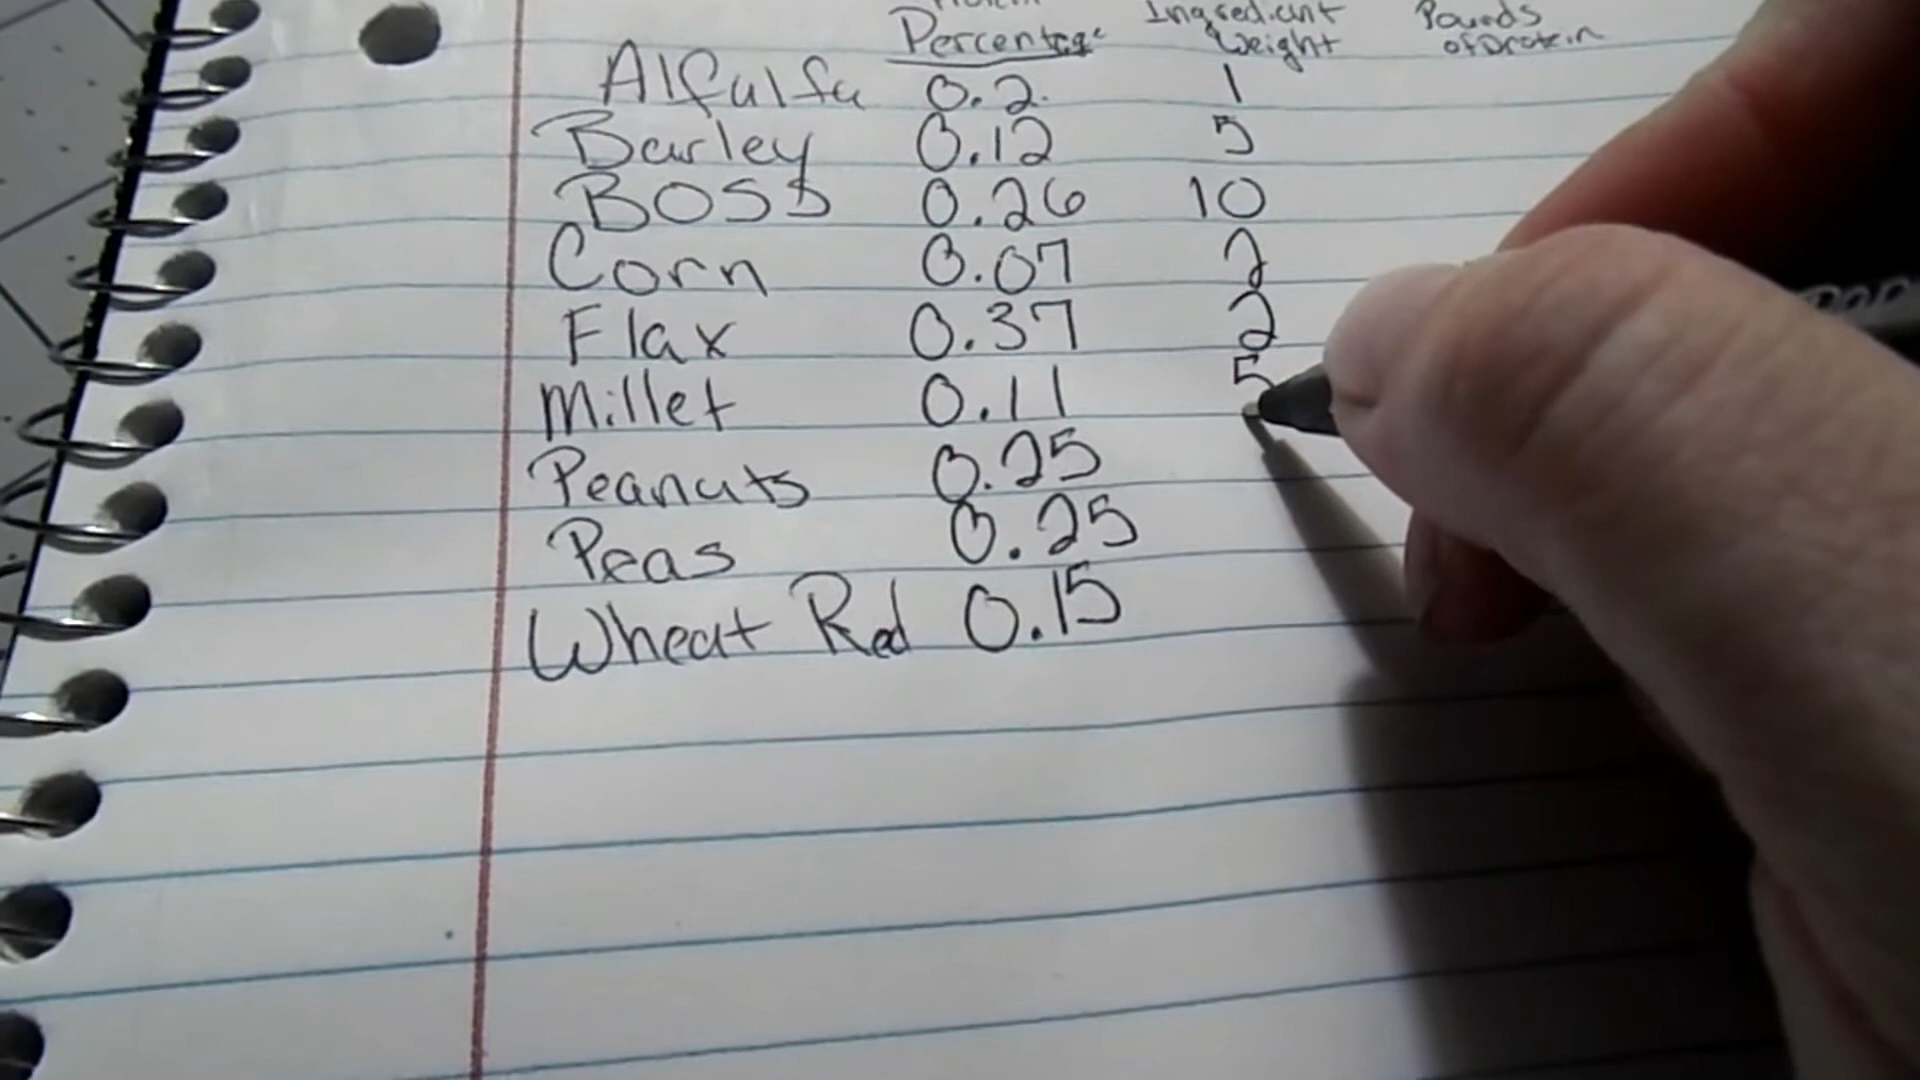 Percentage Ingrediant Weight Pounds of Protein
Alfulfa 0.2 1
Barley 0.12 5
BOSS 0.26 10
Corn 0.07 2
Flax 0.37 2
Millet 0.11 5
Peanuts 0.25
Peas 0.25
Wheat Red 0.15